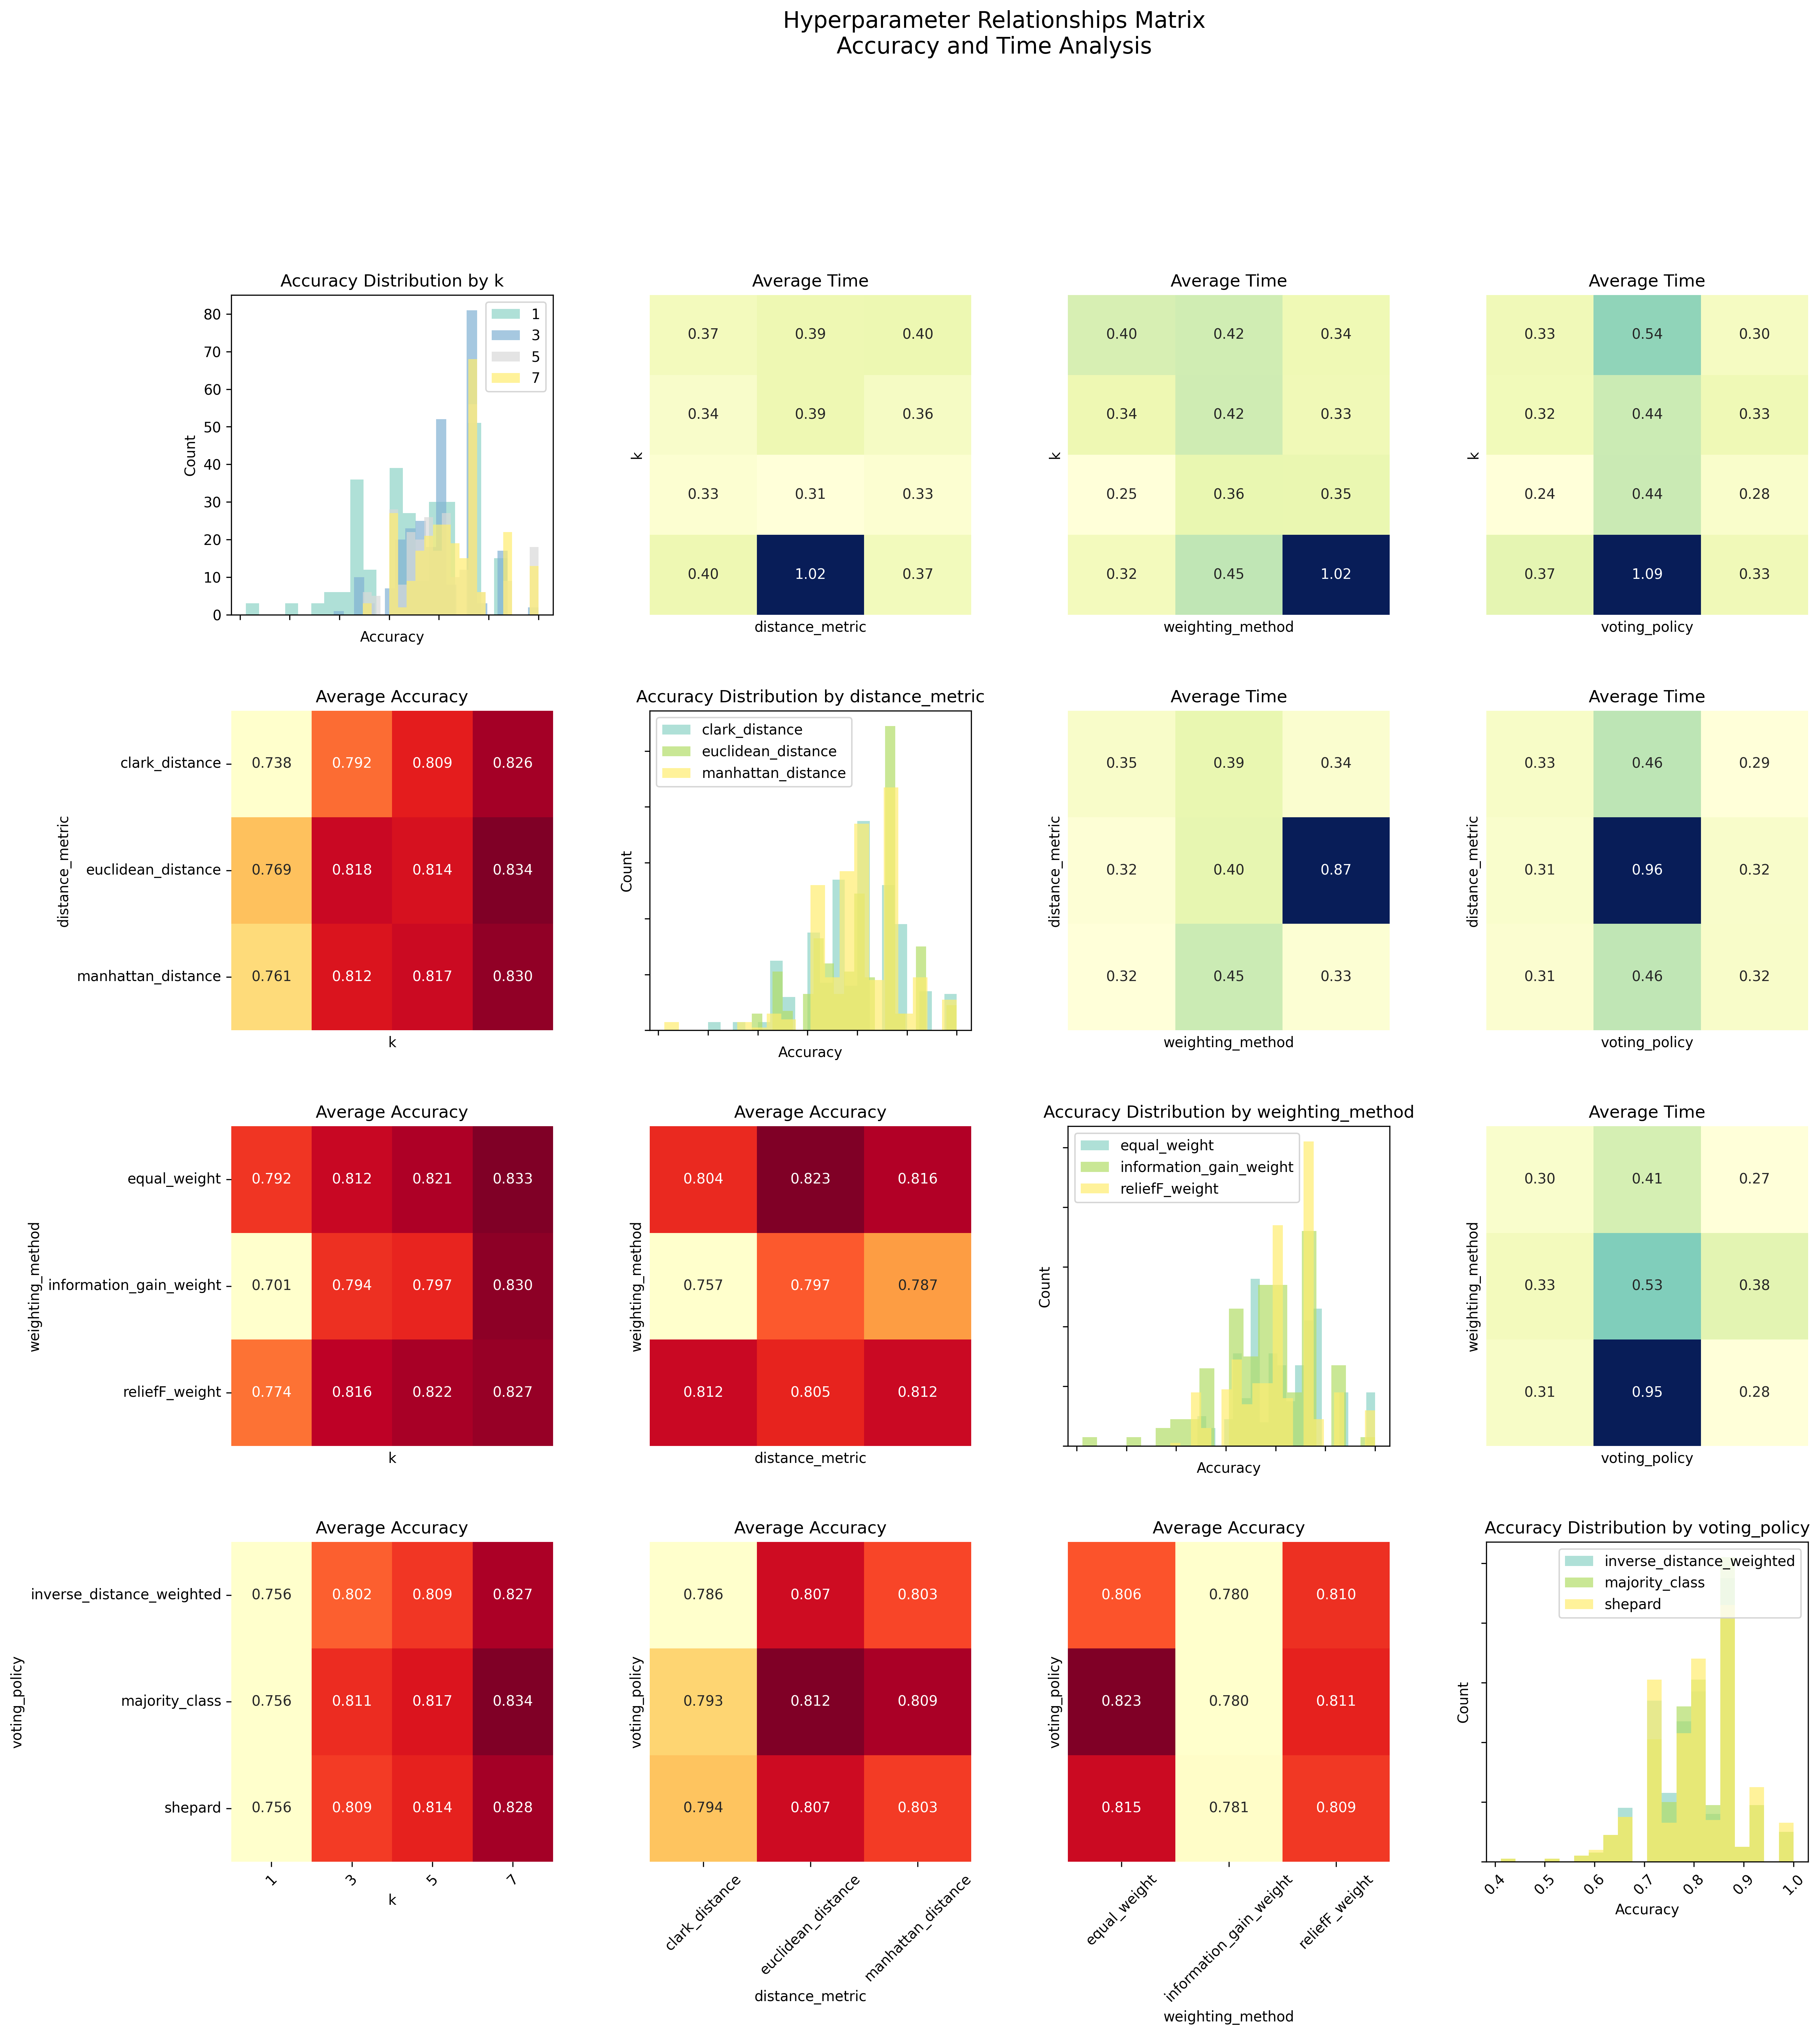 Hyperparameter Relationships Matrix
Accuracy and Time Analysis
Accuracy Distribution by k
80
70
60
50
40
30
20
10
0
Count
1
3
5
7
Accuracy
Average Time
k
0.37 0.39 0.40
0.34 0.39 0.36
0.33 0.31 0.33
0.40 1.02 0.37
distance_metric
Average Time
k
0.40 0.42 0.34
0.34 0.42 0.33
0.25 0.36 0.35
0.32 0.45 1.02
weighting_method
Average Time
k
0.33 0.54 0.30
0.32 0.44 0.33
0.24 0.44 0.28
0.37 1.09 0.33
voting_policy
Average Accuracy
distance_metric
clark_distance 0.738 0.792 0.809 0.826
euclidean_distance 0.769 0.818 0.814 0.834
manhattan_distance 0.761 0.812 0.817 0.830
k
Accuracy Distribution by distance_metric
Count
clark_distance
euclidean_distance
manhattan_distance
Accuracy
Average Time
distance_metric
0.35 0.39 0.34
0.32 0.40 0.87
0.32 0.45 0.33
weighting_method
Average Time
distance_metric
0.33 0.46 0.29
0.31 0.96 0.32
0.31 0.46 0.32
voting_policy
Average Accuracy
weighting_method
equal_weight 0.792 0.812 0.821 0.833
information_gain_weight 0.701 0.794 0.797 0.830
reliefF_weight 0.774 0.816 0.822 0.827
k
Average Accuracy
weighting_method
0.804 0.823 0.816
0.757 0.797 0.787
0.812 0.805 0.812
distance_metric
Accuracy Distribution by weighting_method
Count
equal_weight
information_gain_weight
reliefF_weight
Accuracy
Average Time
weighting_method
0.30 0.41 0.27
0.33 0.53 0.38
0.31 0.95 0.28
voting_policy
Average Accuracy
voting_policy
inverse_distance_weighted 0.756 0.802 0.809 0.827
majority_class 0.756 0.811 0.817 0.834
shepard 0.756 0.809 0.814 0.828
1 3 5 7
k
Average Accuracy
voting_policy
0.786 0.807 0.803
0.793 0.812 0.809
0.794 0.807 0.803
clark_distance euclidean_distance manhattan_distance
distance_metric
Average Accuracy
voting_policy
0.806 0.780 0.810
0.823 0.780 0.811
0.815 0.781 0.809
equal_weight information_gain_weight reliefF_weight
weighting_method
Accuracy Distribution by voting_policy
Count
inverse_distance_weighted
majority_class
shepard
0.4 0.5 0.6 0.7 0.8 0.9 1.0
Accuracy